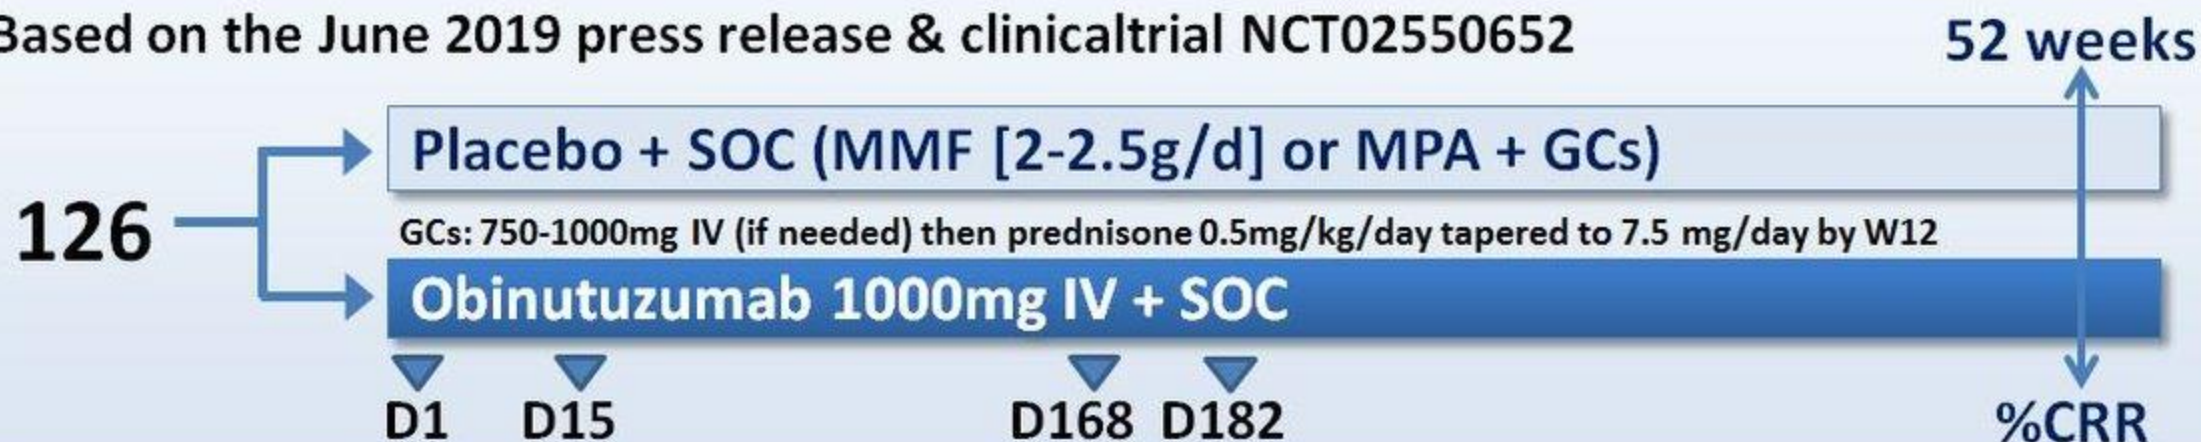 Based on the June 2019 press release & clinicaltrial NCT02550652
52 weeks
Placebo + SOC (MMF [2-2.5g/d] or MPA + GCs)
126
GCs: 750-1000mg IV (if needed) then prednisone 0.5mg/kg/day tapered to 7.5 mg/day by W12
Obinutuzumab 1000mg IV + SOC
D1 D15 D168 D182 %CRR